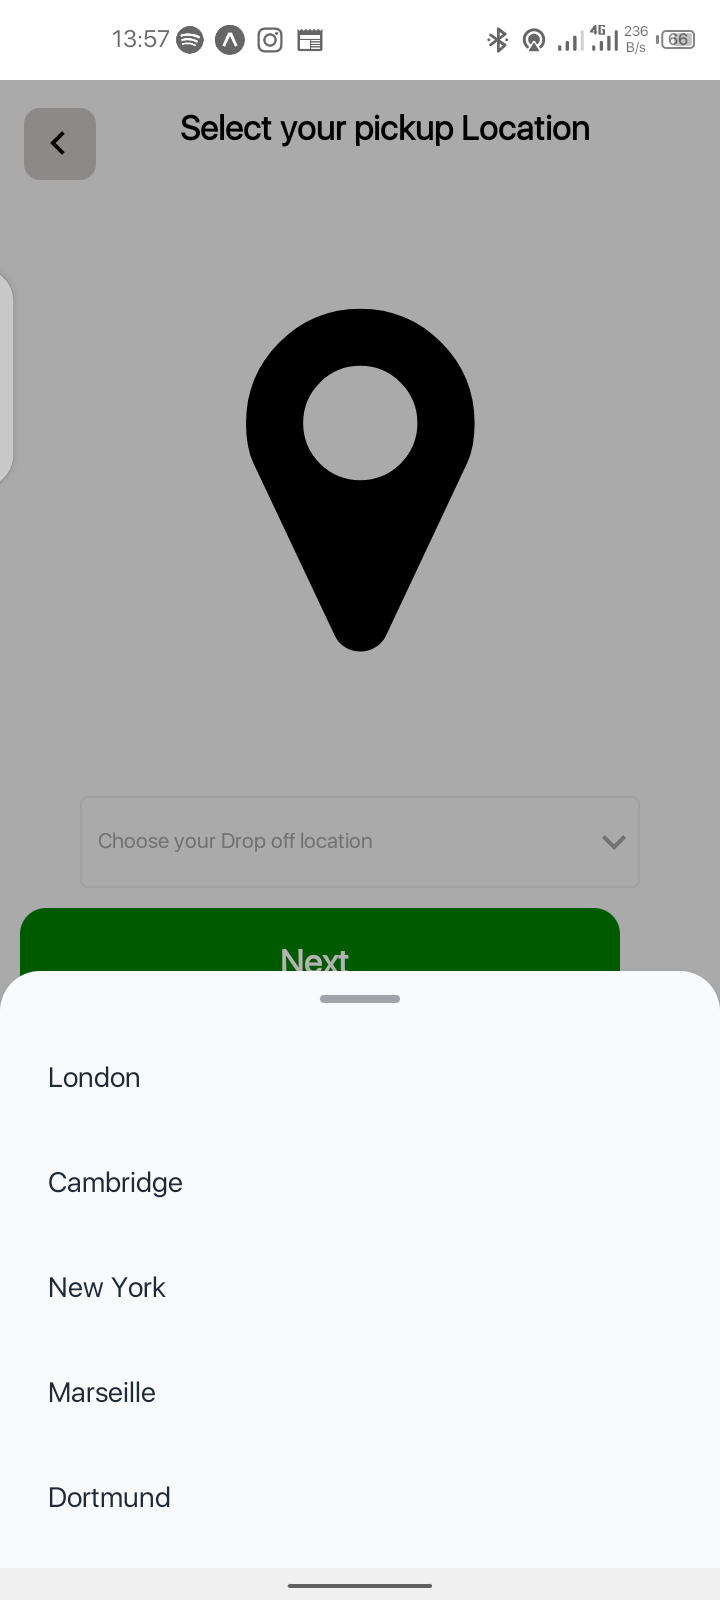 13:57
4G
236
B/s
66
Select your pickup Location
Choose your Drop off location
Next
London
Cambridge
New York
Marseille
Dortmund